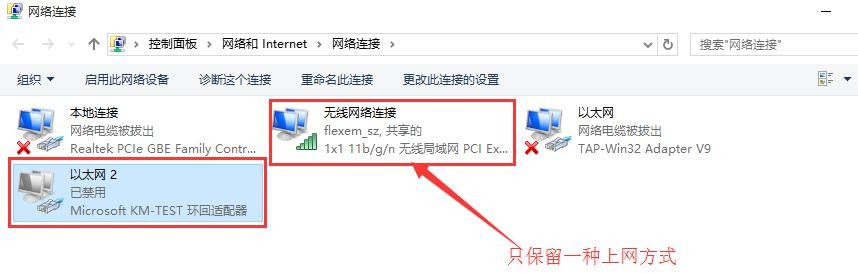 网络连接
控制面板 > 网络和 Internet > 网络连接 >
搜索"网络连接"
组织 启用此网络设备 诊断这个连接 重命名此连接 更改此连接的设置
本地连接
网络电缆被拔出
Realtek PCIe GBE Family Contr...
无线网络连接
flexem_sz, 共享的
1x1 11b/g/n 无线局域网 PCI Ex...
以太网
网络电缆被拔出
TAP-Win32 Adapter V9
以太网 2
已禁用
Microsoft KM-TEST 环回适配器
只保留一种上网方式